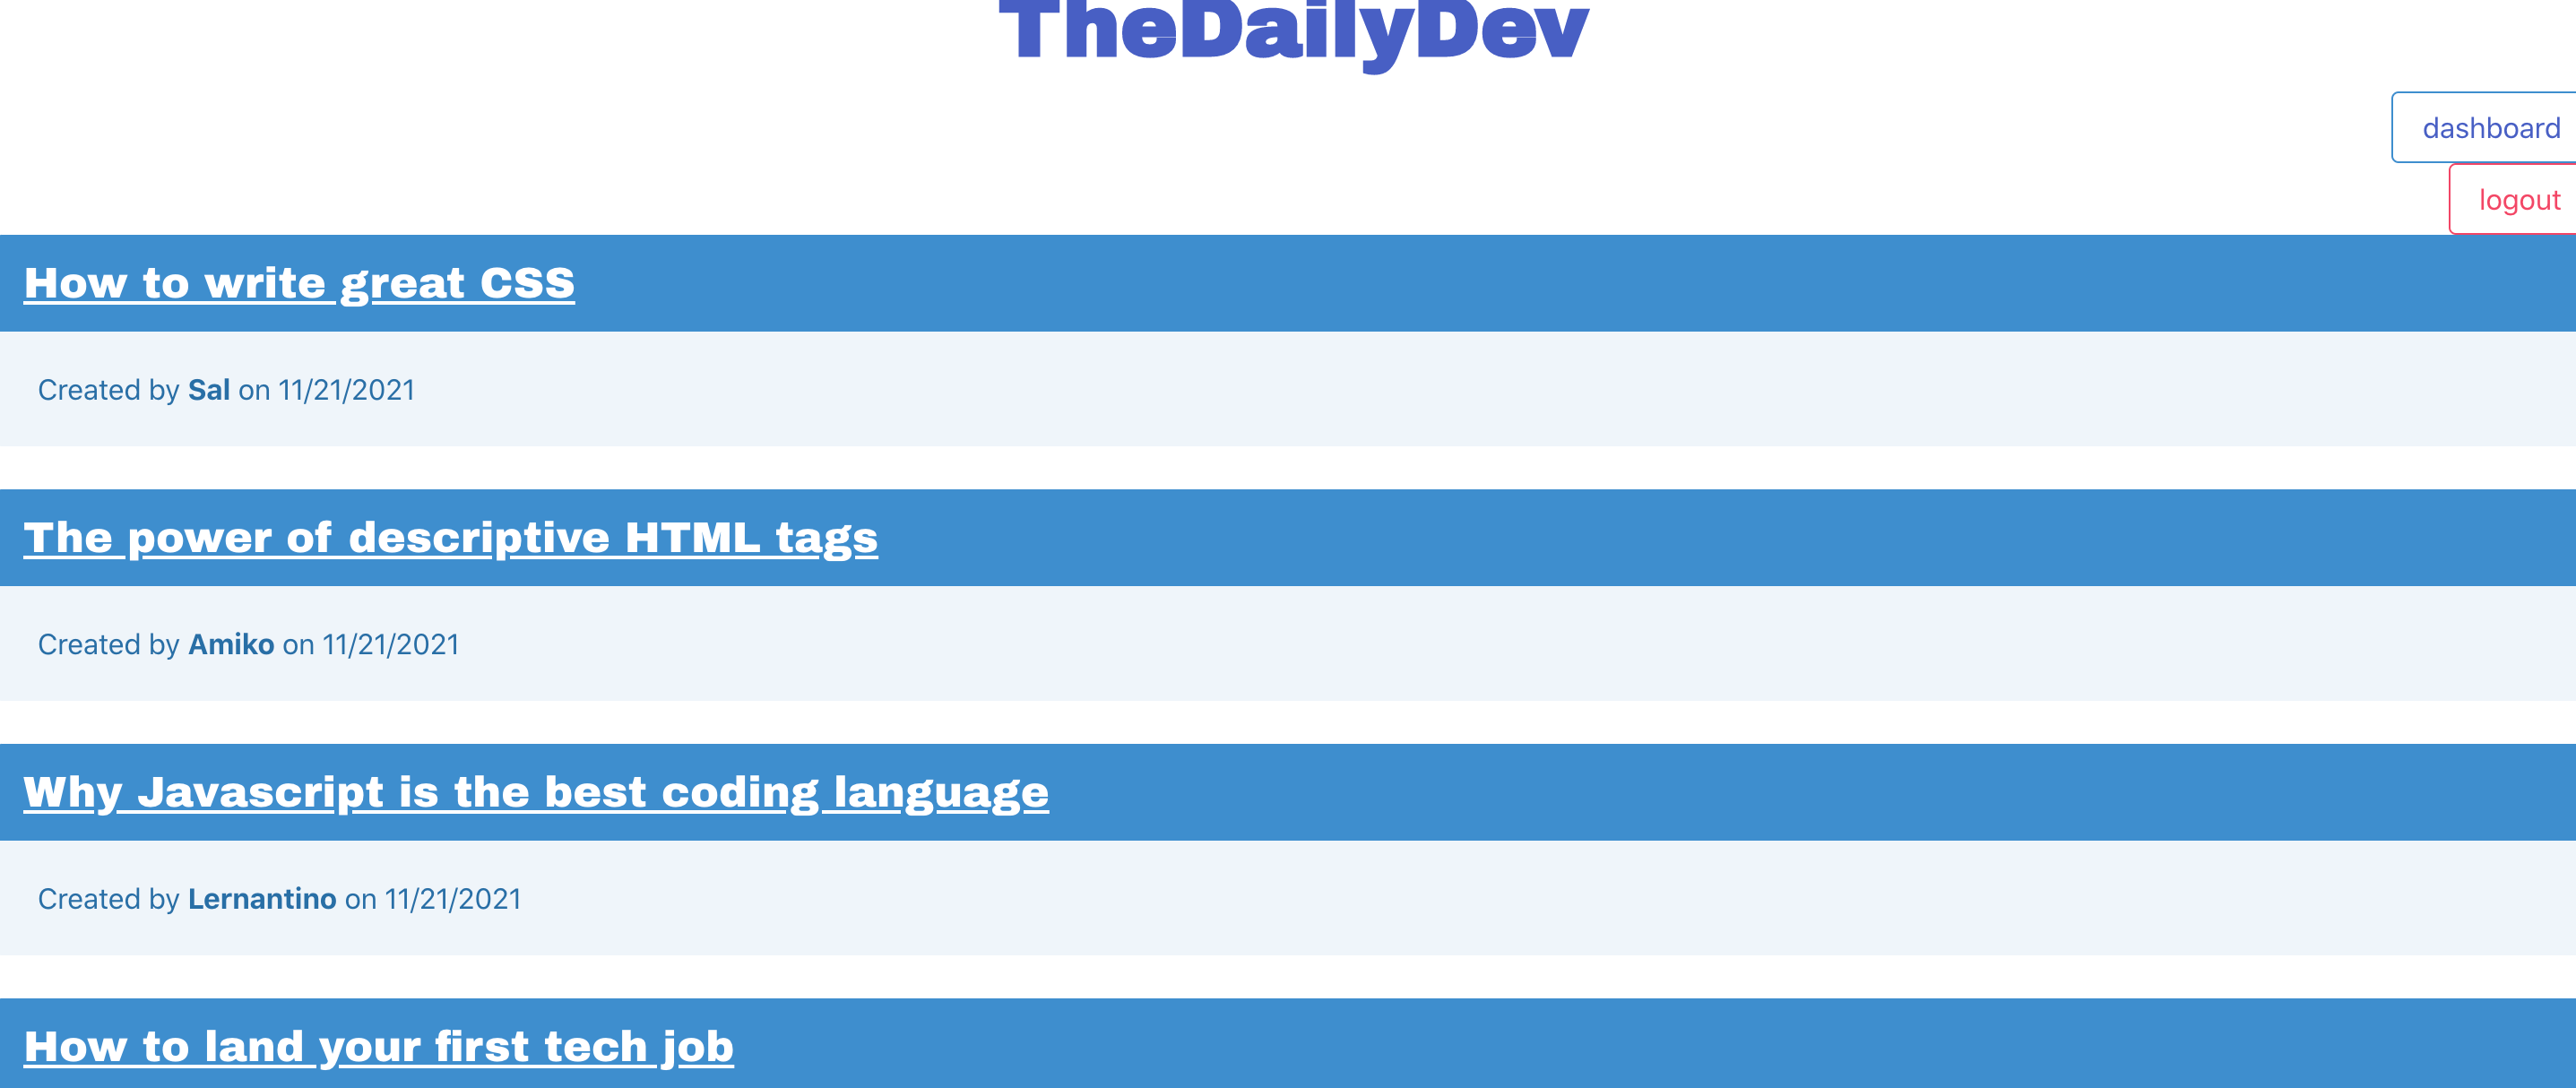 TheDailyDev
dashboard
logout
How to write great CSS
Created by Sal on 11/21/2021
The power of descriptive HTML tags
Created by Amiko on 11/21/2021
Why Javascript is the best coding language
Created by Lernantino on 11/21/2021
How to land your first tech job